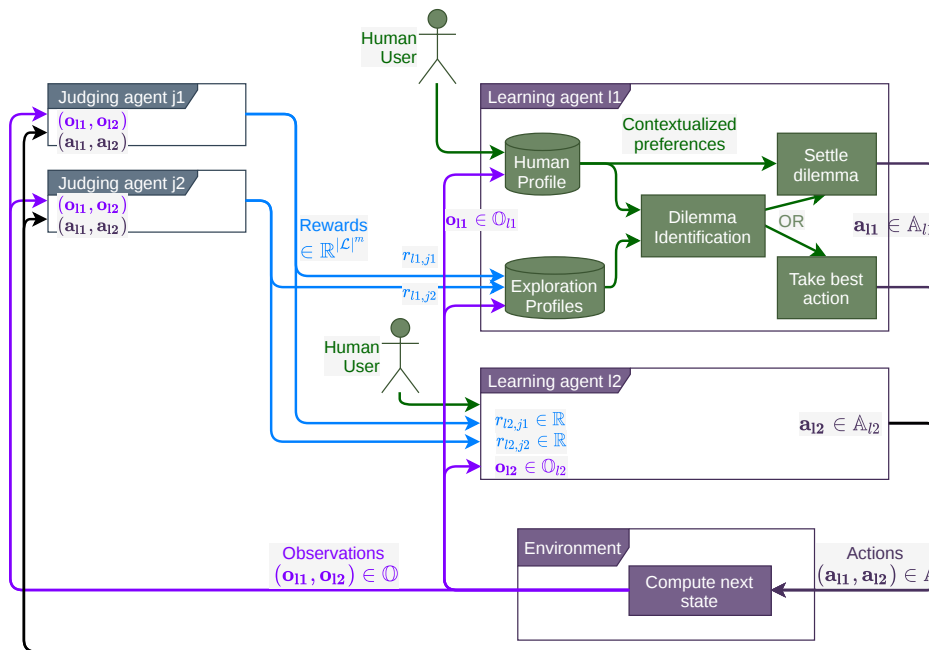 Human
User
Judging agent j1
(o_l1, o_l2)
(a_l1, a_l2)
Judging agent j2
(o_l1, o_l2)
(a_l1, a_l2)
Rewards
∈ ℝ^|ℒ|^m
r_l1,j1
r_l1,j2
Learning agent l1
Human
Profile
o_l1 ∈ 𝕆_l1
Exploration
Profiles
Contextualized
preferences
Dilemma
Identification
Settle
dilemma
OR
Take best
action
a_l1 ∈ 𝔸_l1
Human
User
Learning agent l2
r_l2,j1 ∈ ℝ
r_l2,j2 ∈ ℝ
o_l2 ∈ 𝕆_l2
a_l2 ∈ 𝔸_l2
Environment
Compute next
state
Observations
(o_l1, o_l2) ∈ 𝕆
Actions
(a_l1, a_l2) ∈